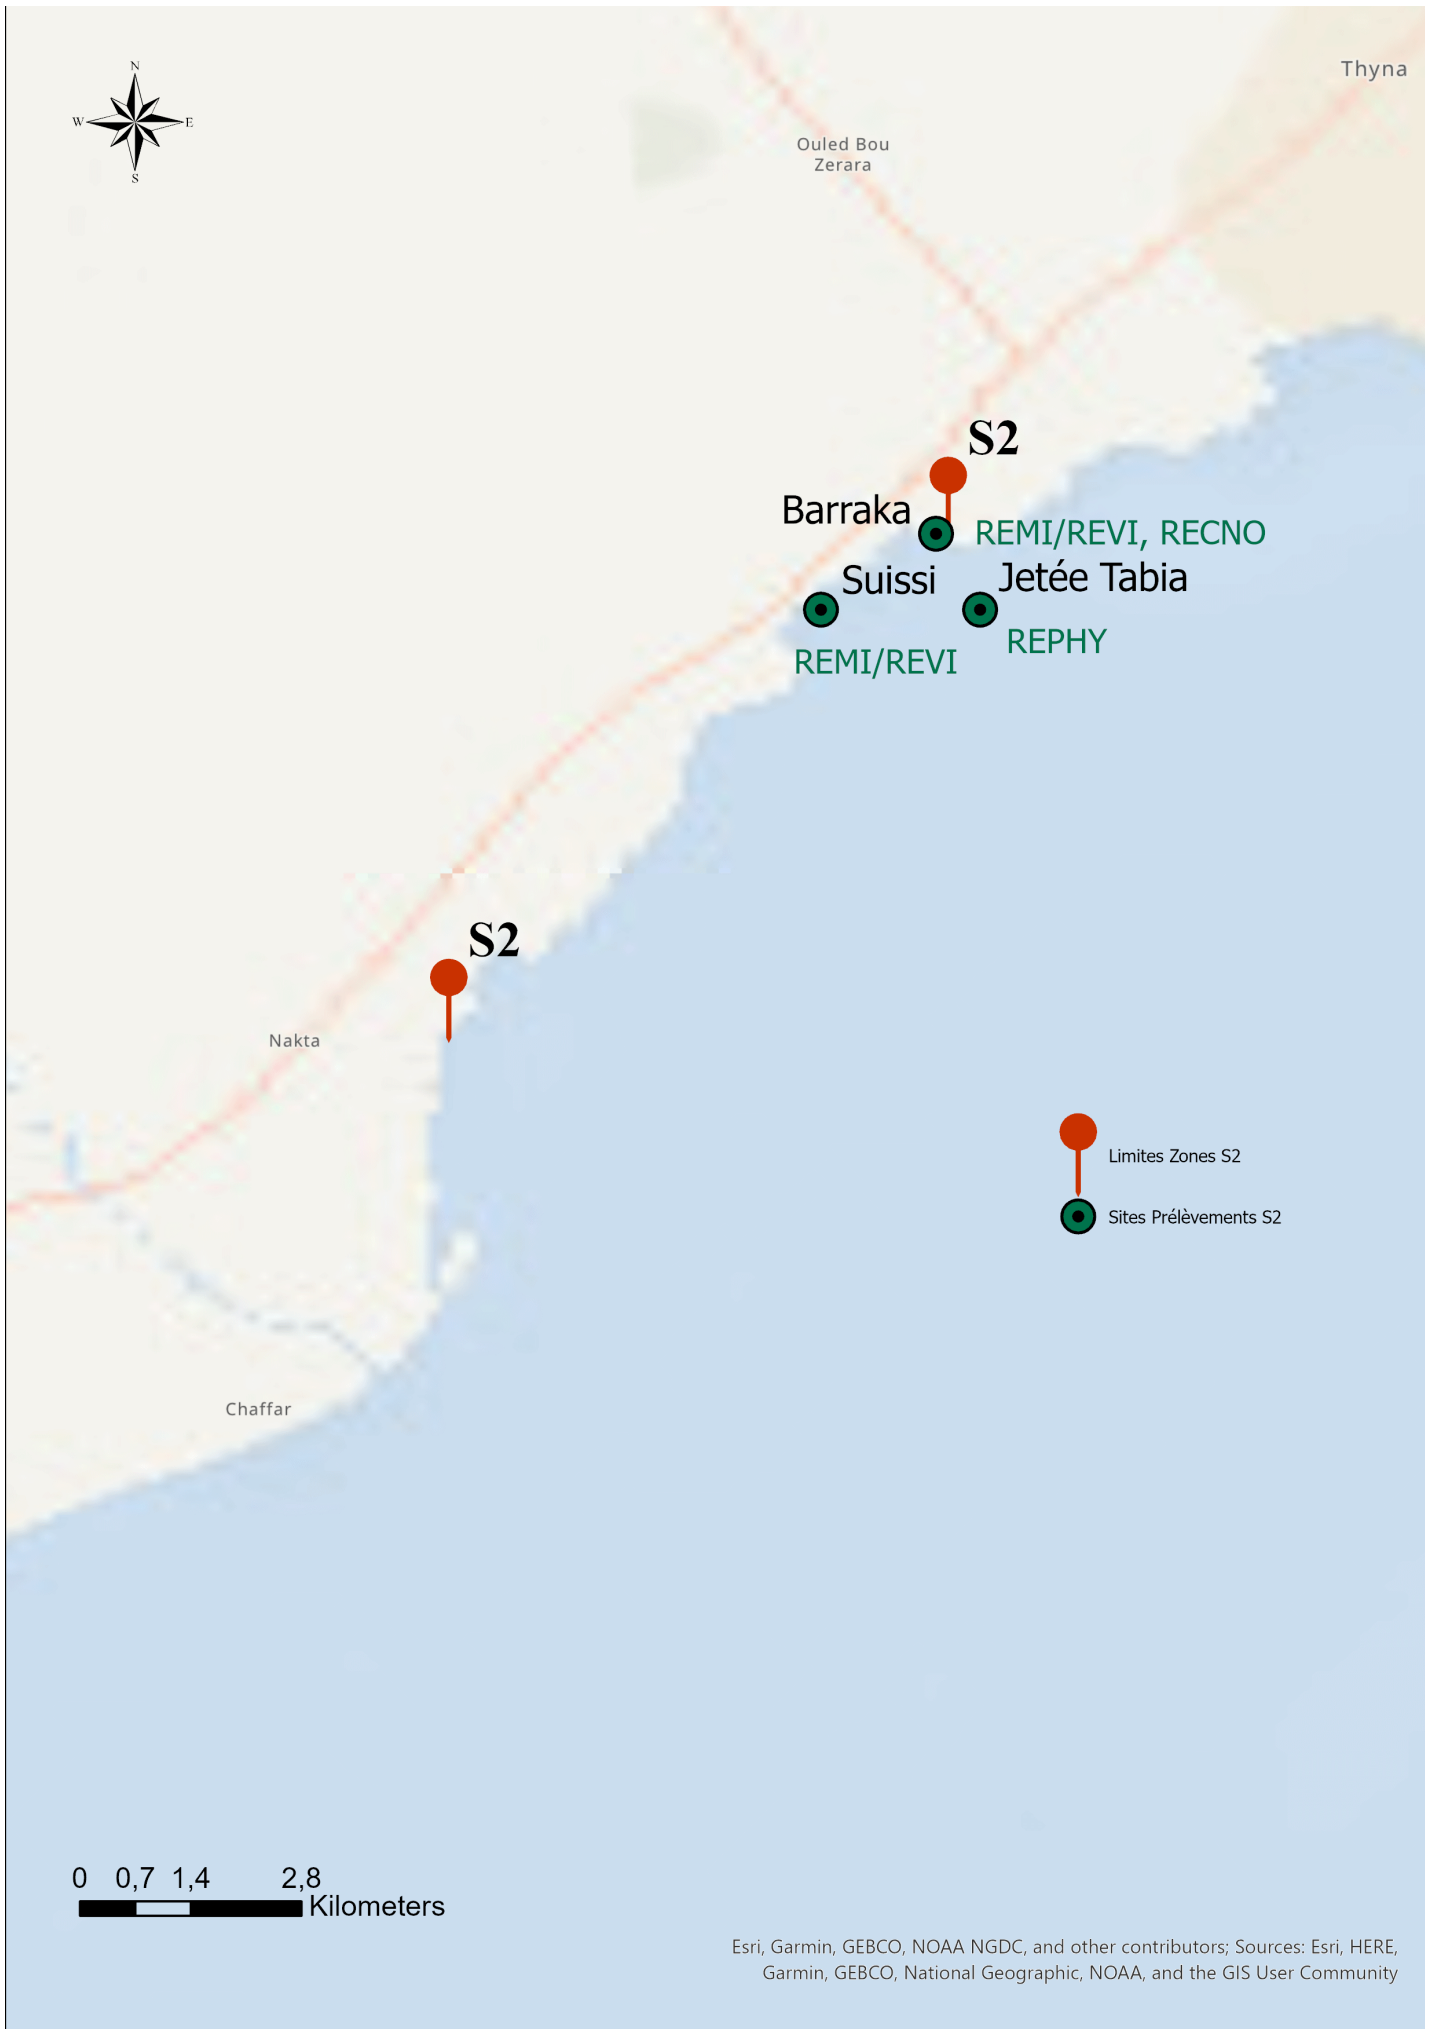 N
W E
S
Thyna
Ouled Bou
Zerara
S2
Barraka
REMI/REVI, RECNO
Suissi
Jetée Tabia
REPHY
REMI/REVI
S2
Nakta
Limites Zones S2
Sites Prélèvements S2
Chaffar
0 0,7 1,4 2,8
Kilometers
Esri, Garmin, GEBCO, NOAA NGDC, and other contributors; Sources: Esri, HERE,
Garmin, GEBCO, National Geographic, NOAA, and the GIS User Community